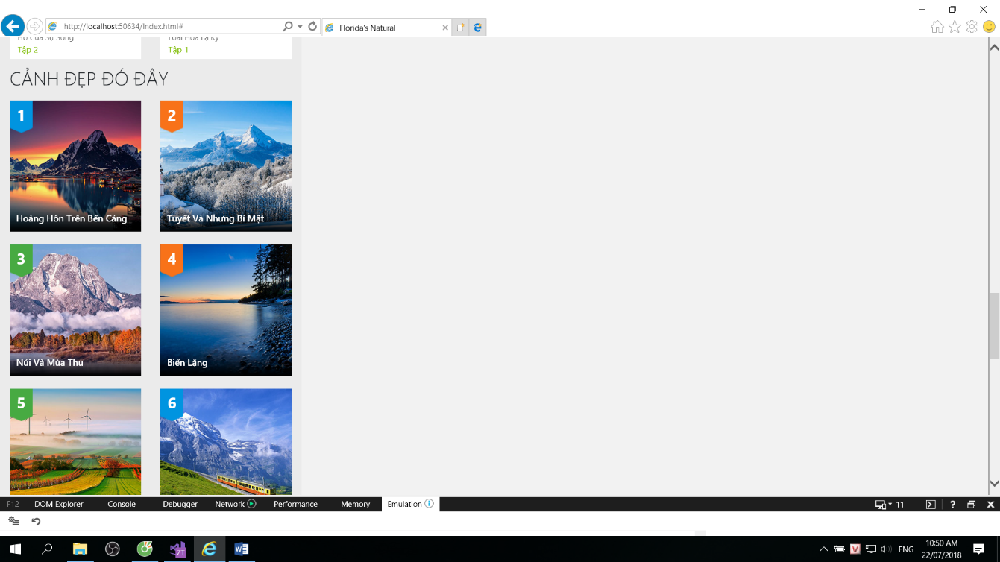 http://localhost:50634/Index.html#
Florida's Natural
Hồ Của Sự Sống
Loài Hoa Lạ Kỳ
Tập 2
Tập 1
CẢNH ĐẸP ĐÓ ĐÂY
1
2
Hoàng Hôn Trên Bến Cảng
Tuyết Và Nhưng Bí Mật
3
4
Núi Và Mùa Thu
Biển Lặng
5
6
F12 DOM Explorer Console Debugger Network Performance Memory Emulation 11
ENG
10:50 AM
22/07/2018